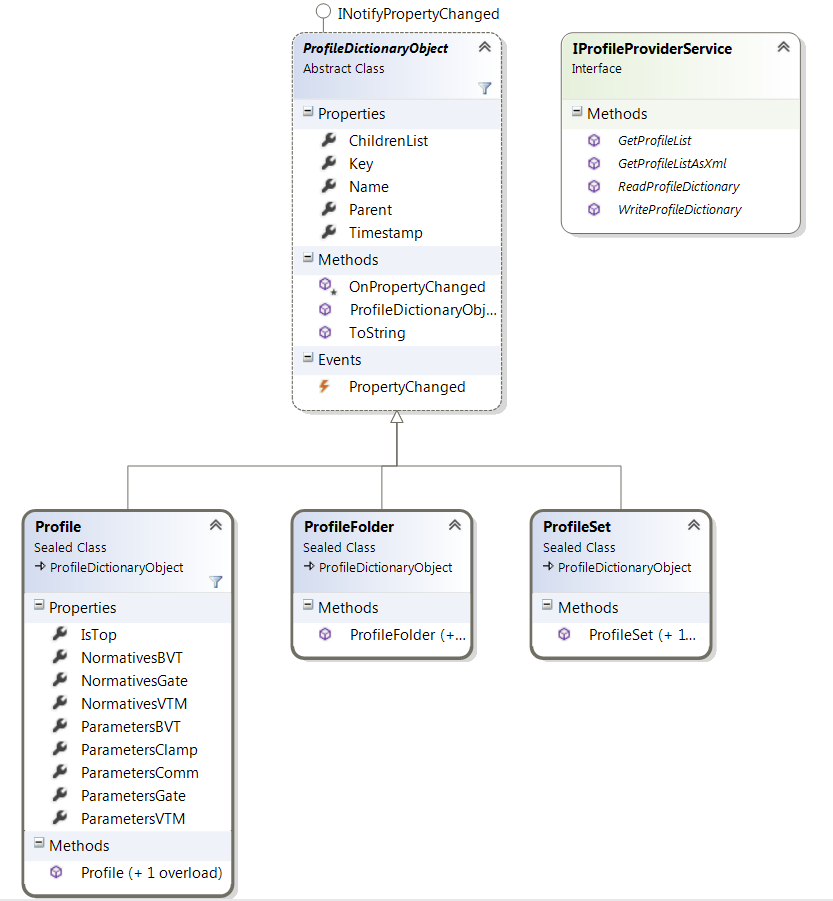 INotifyPropertyChanged
ProfileDictionaryObject
Abstract Class
Properties
ChildrenList
Key
Name
Parent
Timestamp
Methods
OnPropertyChanged
ProfileDictionaryObj...
ToString
Events
PropertyChanged
IProfileProviderService
Interface
Methods
GetProfileList
GetProfileListAsXml
ReadProfileDictionary
WriteProfileDictionary
Profile
Sealed Class
ProfileDictionaryObject
Properties
IsTop
NormativesBVT
NormativesGate
NormativesVTM
ParametersBVT
ParametersClamp
ParametersComm
ParametersGate
ParametersVTM
Methods
Profile (+ 1 overload)
ProfileFolder
Sealed Class
ProfileDictionaryObject
Methods
ProfileFolder (+...
ProfileSet
Sealed Class
ProfileDictionaryObject
Methods
ProfileSet (+ 1...